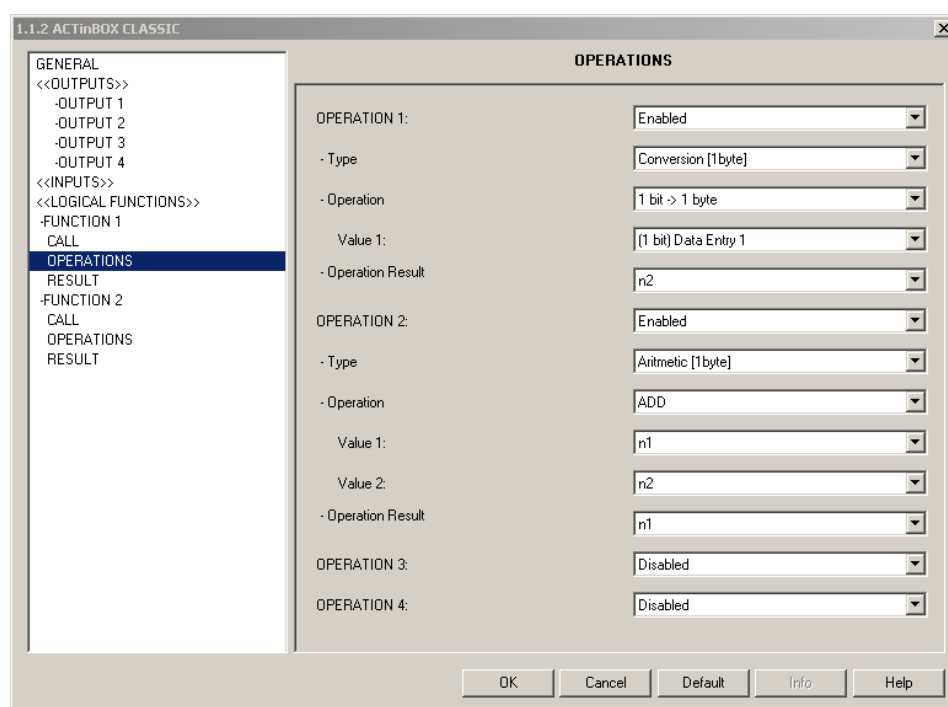 1.1.2 ACTinBOX CLASSIC
GENERAL
<<OUTPUTS>>
-OUTPUT 1
-OUTPUT 2
-OUTPUT 3
-OUTPUT 4
<<INPUTS>>
<<LOGICAL FUNCTIONS>>
-FUNCTION 1
CALL
OPERATIONS
RESULT
-FUNCTION 2
CALL
OPERATIONS
RESULT
OPERATIONS
OPERATION 1: Enabled
- Type Conversion [1byte]
- Operation 1 bit -> 1 byte
Value 1: (1 bit) Data Entry 1
- Operation Result n2
OPERATION 2: Enabled
- Type Aritmetic [1byte]
- Operation ADD
Value 1: n1
Value 2: n2
- Operation Result n1
OPERATION 3: Disabled
OPERATION 4: Disabled
OK Cancel Default Info Help